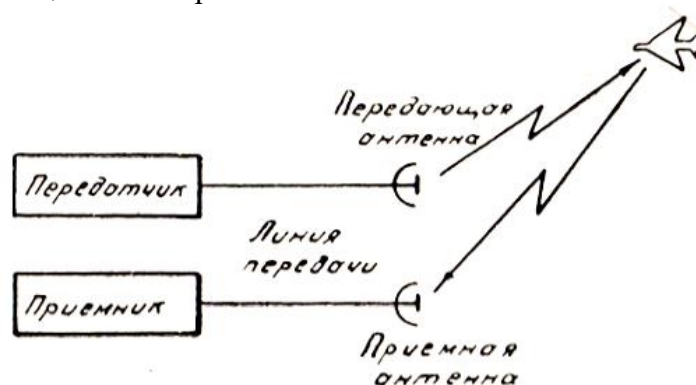 Передающая
антенна
Передатчик
Линия
передачи
Приемник
Приемная
антенна